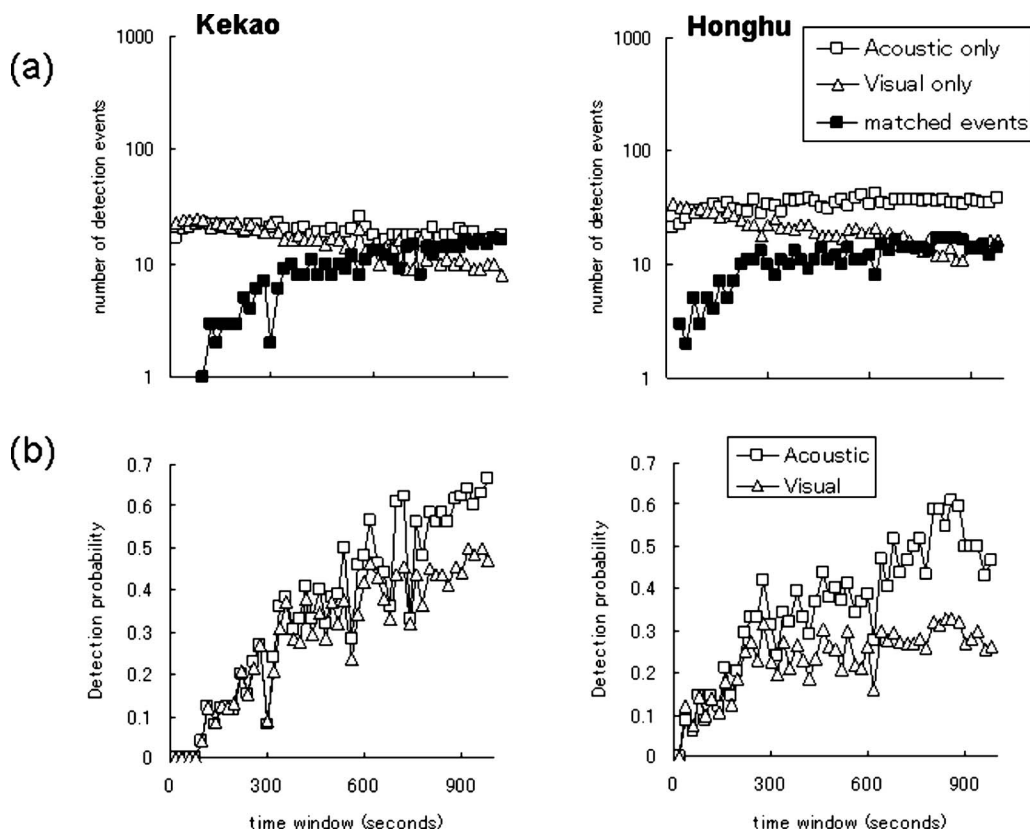 Kekao
Honghu
(a)
1000
100
10
1
number of detection events
1000
100
10
1
number of detection events
Acoustic only
Visual only
matched events
(b)
0.7
0.6
0.5
0.4
0.3
0.2
0.1
0
Detection probability
0
300
600
900
time window (seconds)
0.7
0.6
0.5
0.4
0.3
0.2
0.1
0
Detection probability
Acoustic
Visual
0
300
600
900
time window (seconds)